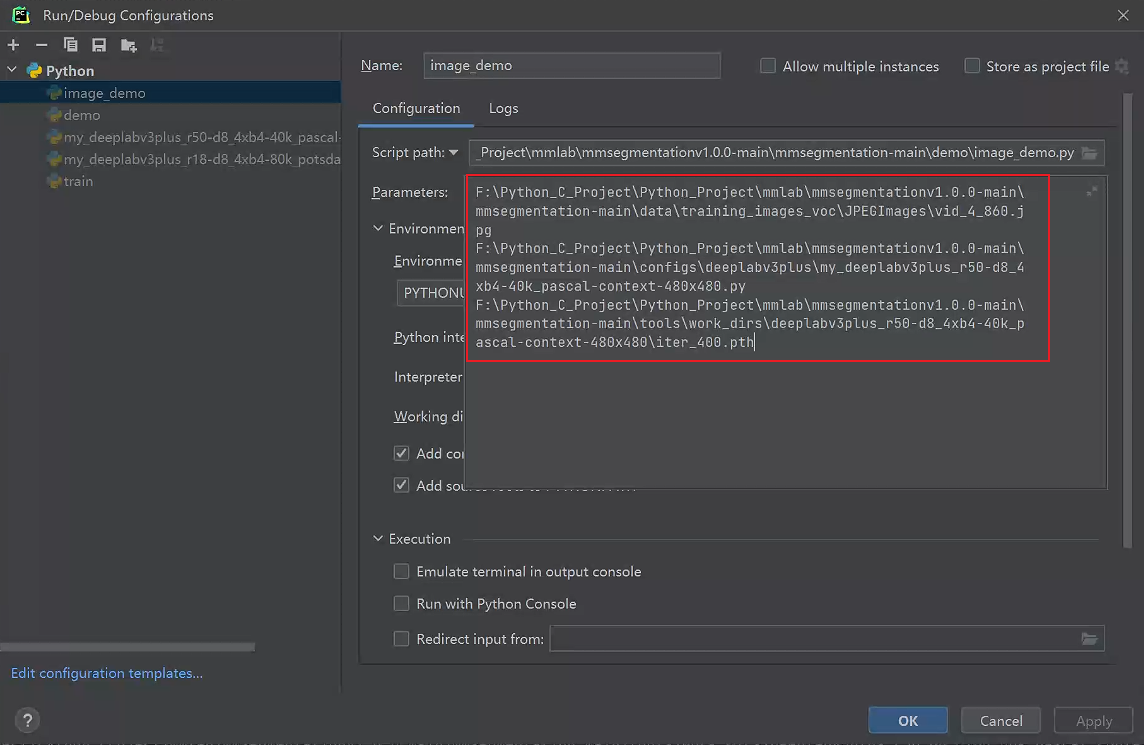 Run/Debug Configurations
Python
image_demo
demo
my_deeplabv3plus_r50-d8_4xb4-40k_pascal-
my_deeplabv3plus_r18-d8_4xb4-80k_potsda
train
Edit configuration templates...
Name:
image_demo
Allow multiple instances
Store as project file
Configuration
Logs
Script path:
_Project\mmlab\mmsegmentationv1.0.0-main\mmsegmentation-main\demo\image_demo.py
Parameters:
F:\Python_C_Project\Python_Project\mmlab\mmsegmentationv1.0.0-main\
mmsegmentation-main\data\training_images_voc\JPEGImages\vid_4_860.j
pg
F:\Python_C_Project\Python_Project\mmlab\mmsegmentationv1.0.0-main\
mmsegmentation-main\configs\deeplabv3plus\my_deeplabv3plus_r50-d8_4
xb4-40k_pascal-context-480x480.py
F:\Python_C_Project\Python_Project\mmlab\mmsegmentationv1.0.0-main\
mmsegmentation-main\tools\work_dirs\deeplabv3plus_r50-d8_4xb4-40k_p
ascal-context-480x480\iter_400.pth
Environmen
Environme
PYTHONU
Python inte
Interpreter
Working di
Add cor
Add sou
Execution
Emulate terminal in output console
Run with Python Console
Redirect input from:
?
OK
Cancel
Apply